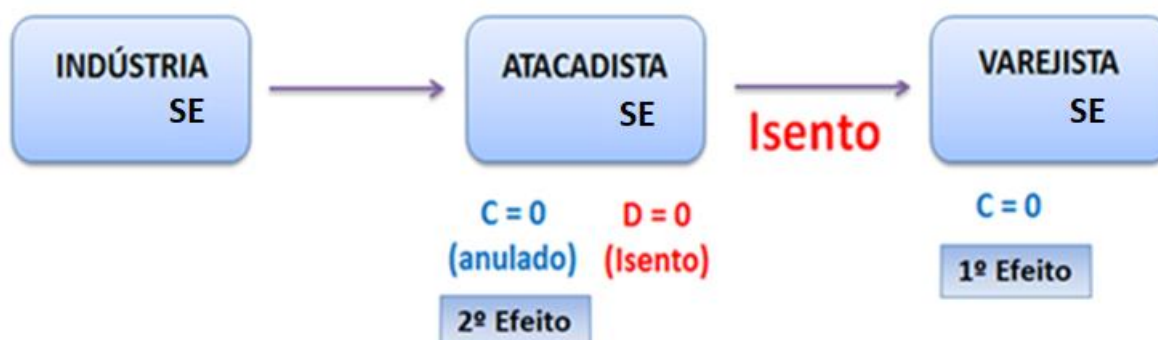 INDÚSTRIA
SE
ATACADISTA
SE
Isento
VAREJISTA
SE
C = 0
(anulado)
D = 0
(Isento)
2º Efeito
C = 0
1º Efeito